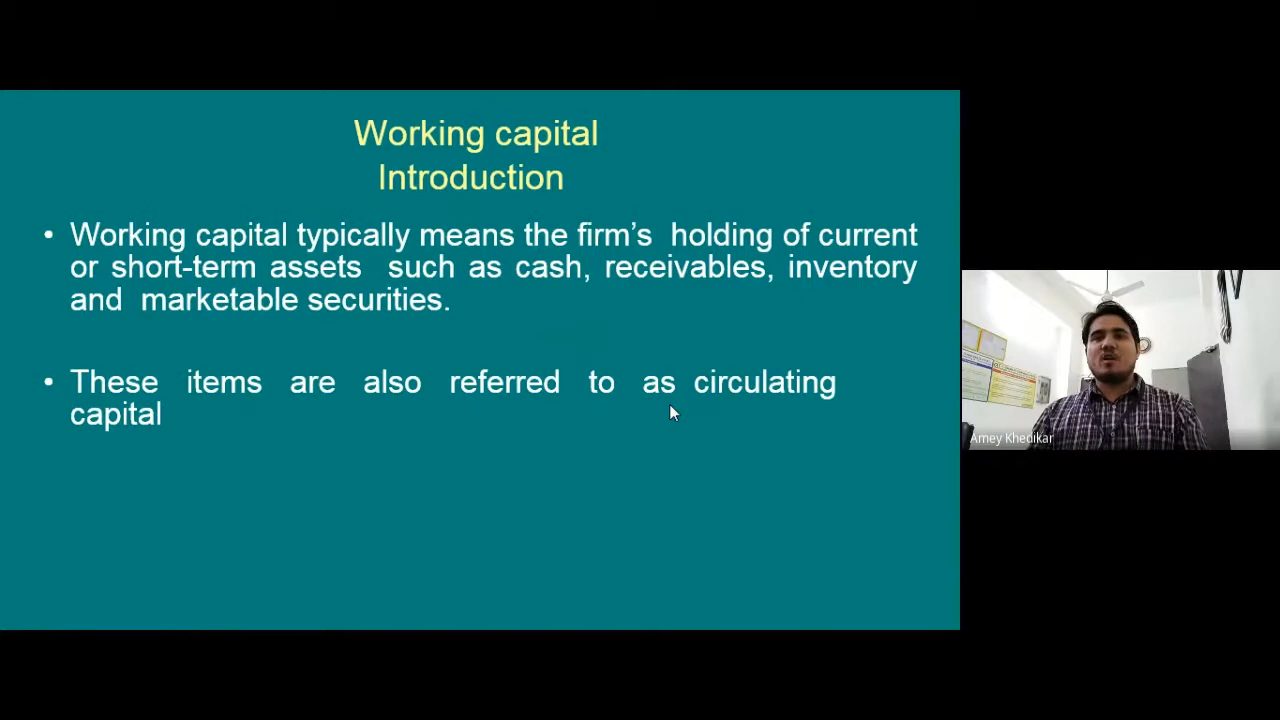 Working capital
Introduction
• Working capital typically means the firm’s holding of current
or short-term assets such as cash, receivables, inventory
and marketable securities.
• These items are also referred to as circulating
capital
Amey Khedikar